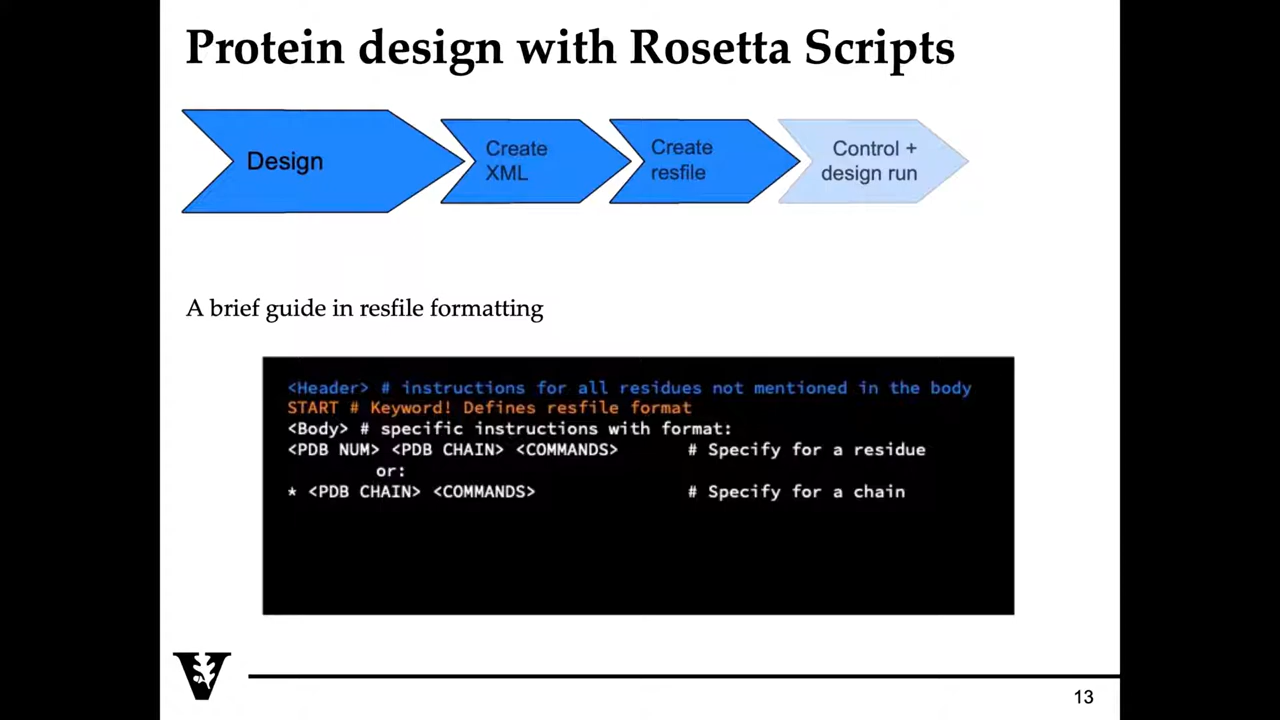 Protein design with Rosetta Scripts
Design
Create
XML
Create
resfile
Control +
design run
A brief guide in resfile formatting
<Header> # instructions for all residues not mentioned in the body
START # Keyword! Defines resfile format
<Body> # specific instructions with format:
<PDB NUM> <PDB CHAIN> <COMMANDS> # Specify for a residue
or:
* <PDB CHAIN> <COMMANDS> # Specify for a chain
V
13